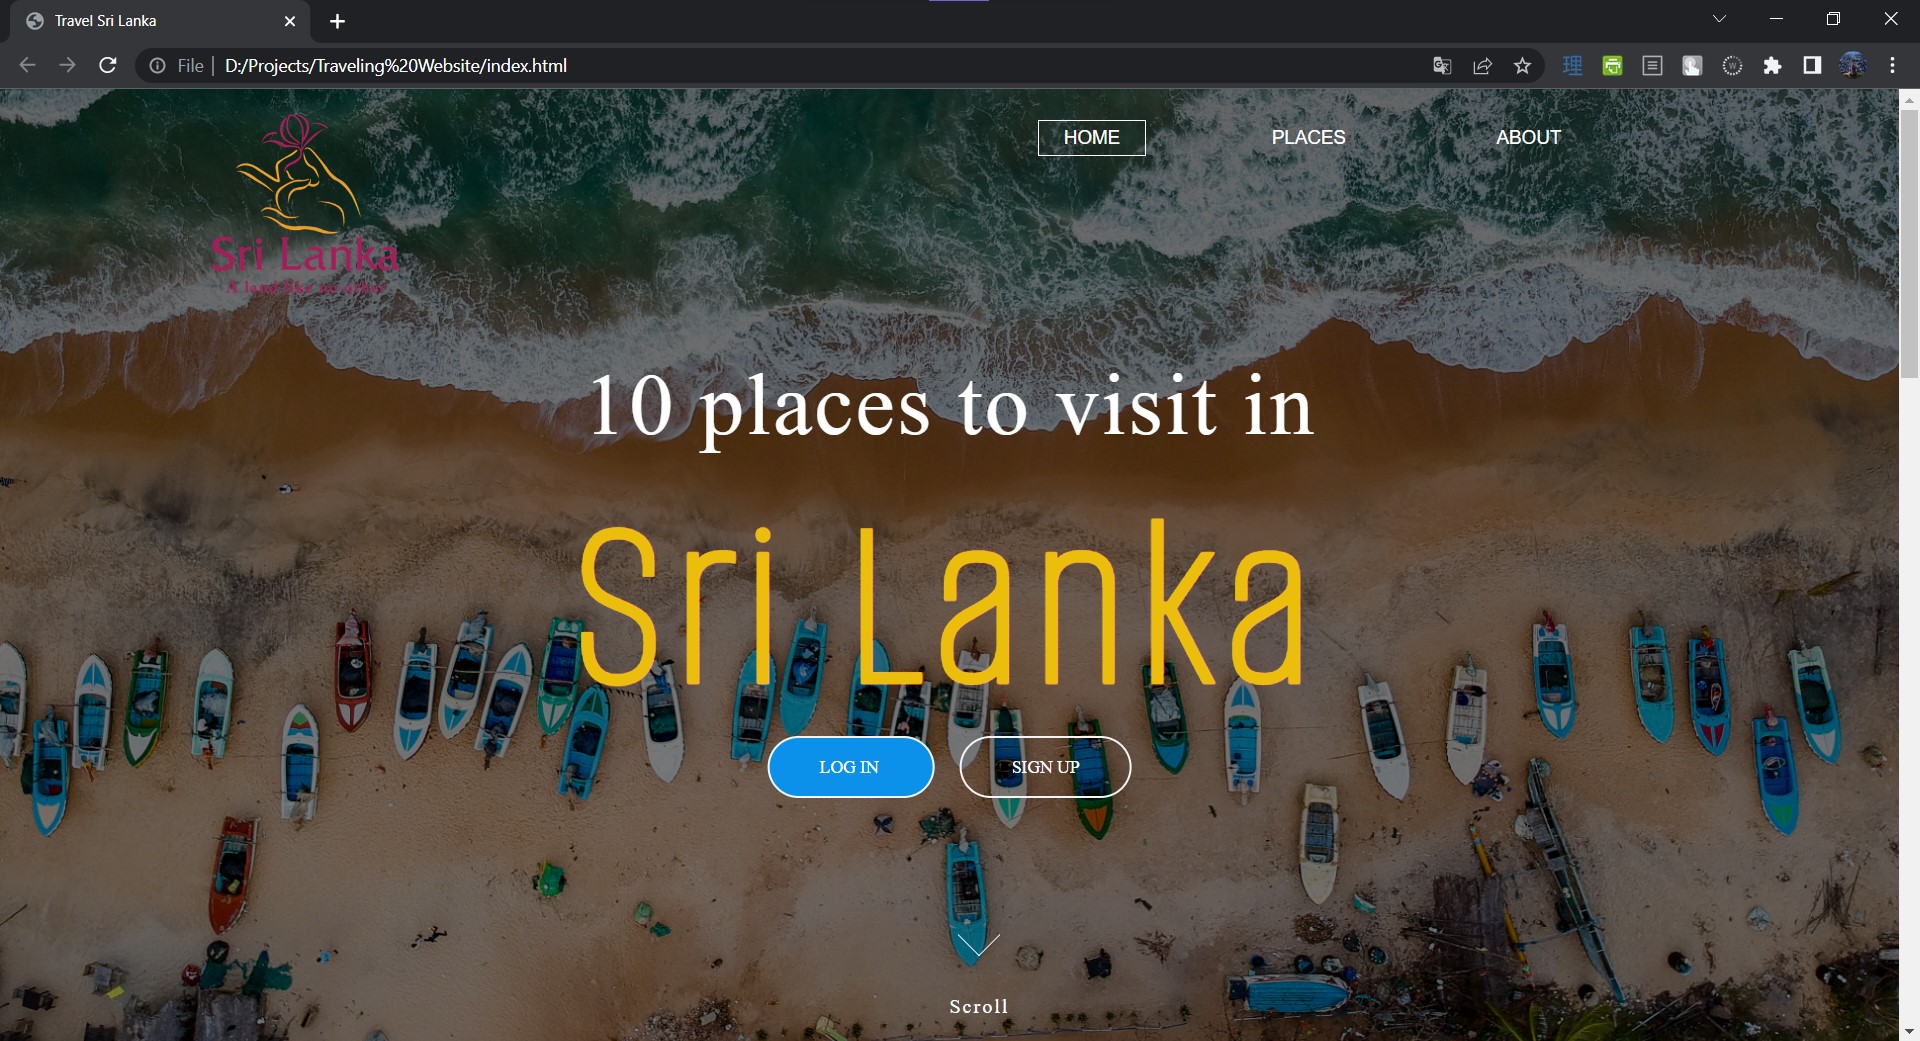 Travel Sri Lanka
File
D:/Projects/Traveling%20Website/index.html
Sri Lanka
A land like no other
HOME
PLACES
ABOUT
10 places to visit in
Sri Lanka
LOG IN
SIGN UP
Scroll